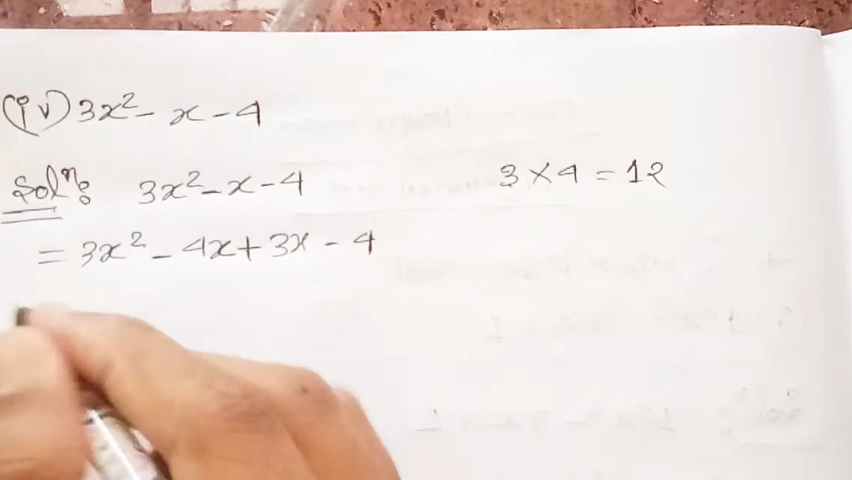 (iv) 3x² - x - 4
Solⁿ: 3x² - x - 4
3 × 4 = 12
= 3x² - 4x + 3x - 4